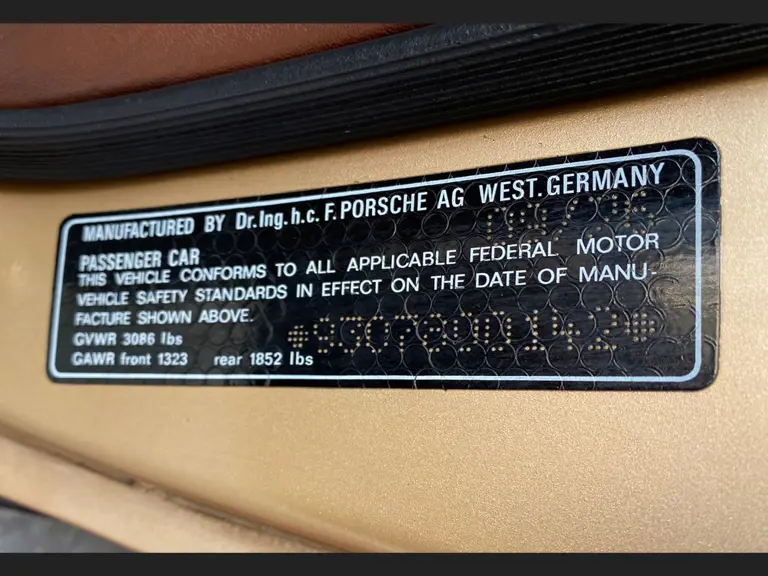 MANUFACTURED BY Dr.Ing.h.c. F.PORSCHE AG WEST.GERMANY
PASSENGER CAR
THIS VEHICLE CONFORMS TO ALL APPLICABLE FEDERAL MOTOR
VEHICLE SAFETY STANDARDS IN EFFECT ON THE DATE OF MANU-
FACTURE SHOWN ABOVE.
GVWR 3086 lbs
*9307800142*
GAWR front 1323 rear 1852 lbs